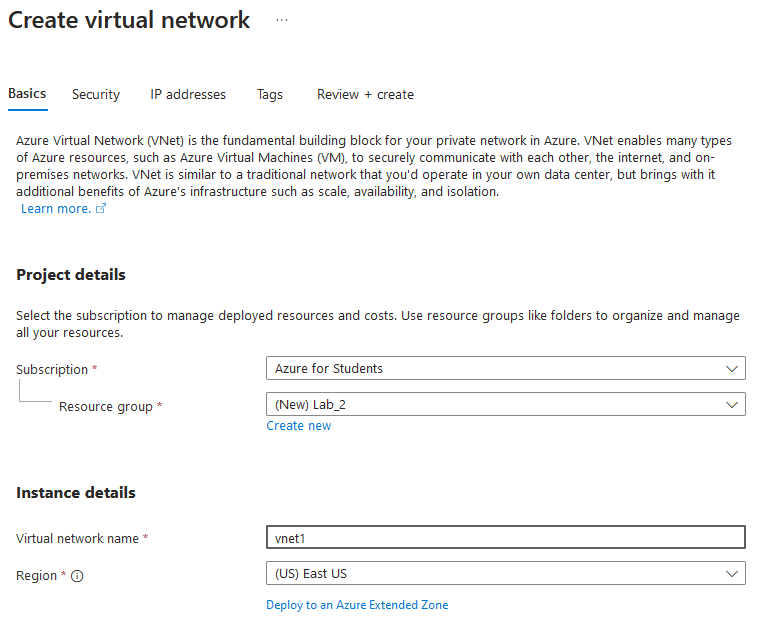 Create virtual network ...
Basics Security IP addresses Tags Review + create
Azure Virtual Network (VNet) is the fundamental building block for your private network in Azure. VNet enables many types
of Azure resources, such as Azure Virtual Machines (VM), to securely communicate with each other, the internet, and on-
premises networks. VNet is similar to a traditional network that you'd operate in your own data center, but brings with it
additional benefits of Azure's infrastructure such as scale, availability, and isolation.
Learn more.
Project details
Select the subscription to manage deployed resources and costs. Use resource groups like folders to organize and manage
all your resources.
Subscription * Azure for Students
Resource group * (New) Lab_2
Create new
Instance details
Virtual network name * vnet1
Region * (US) East US
Deploy to an Azure Extended Zone